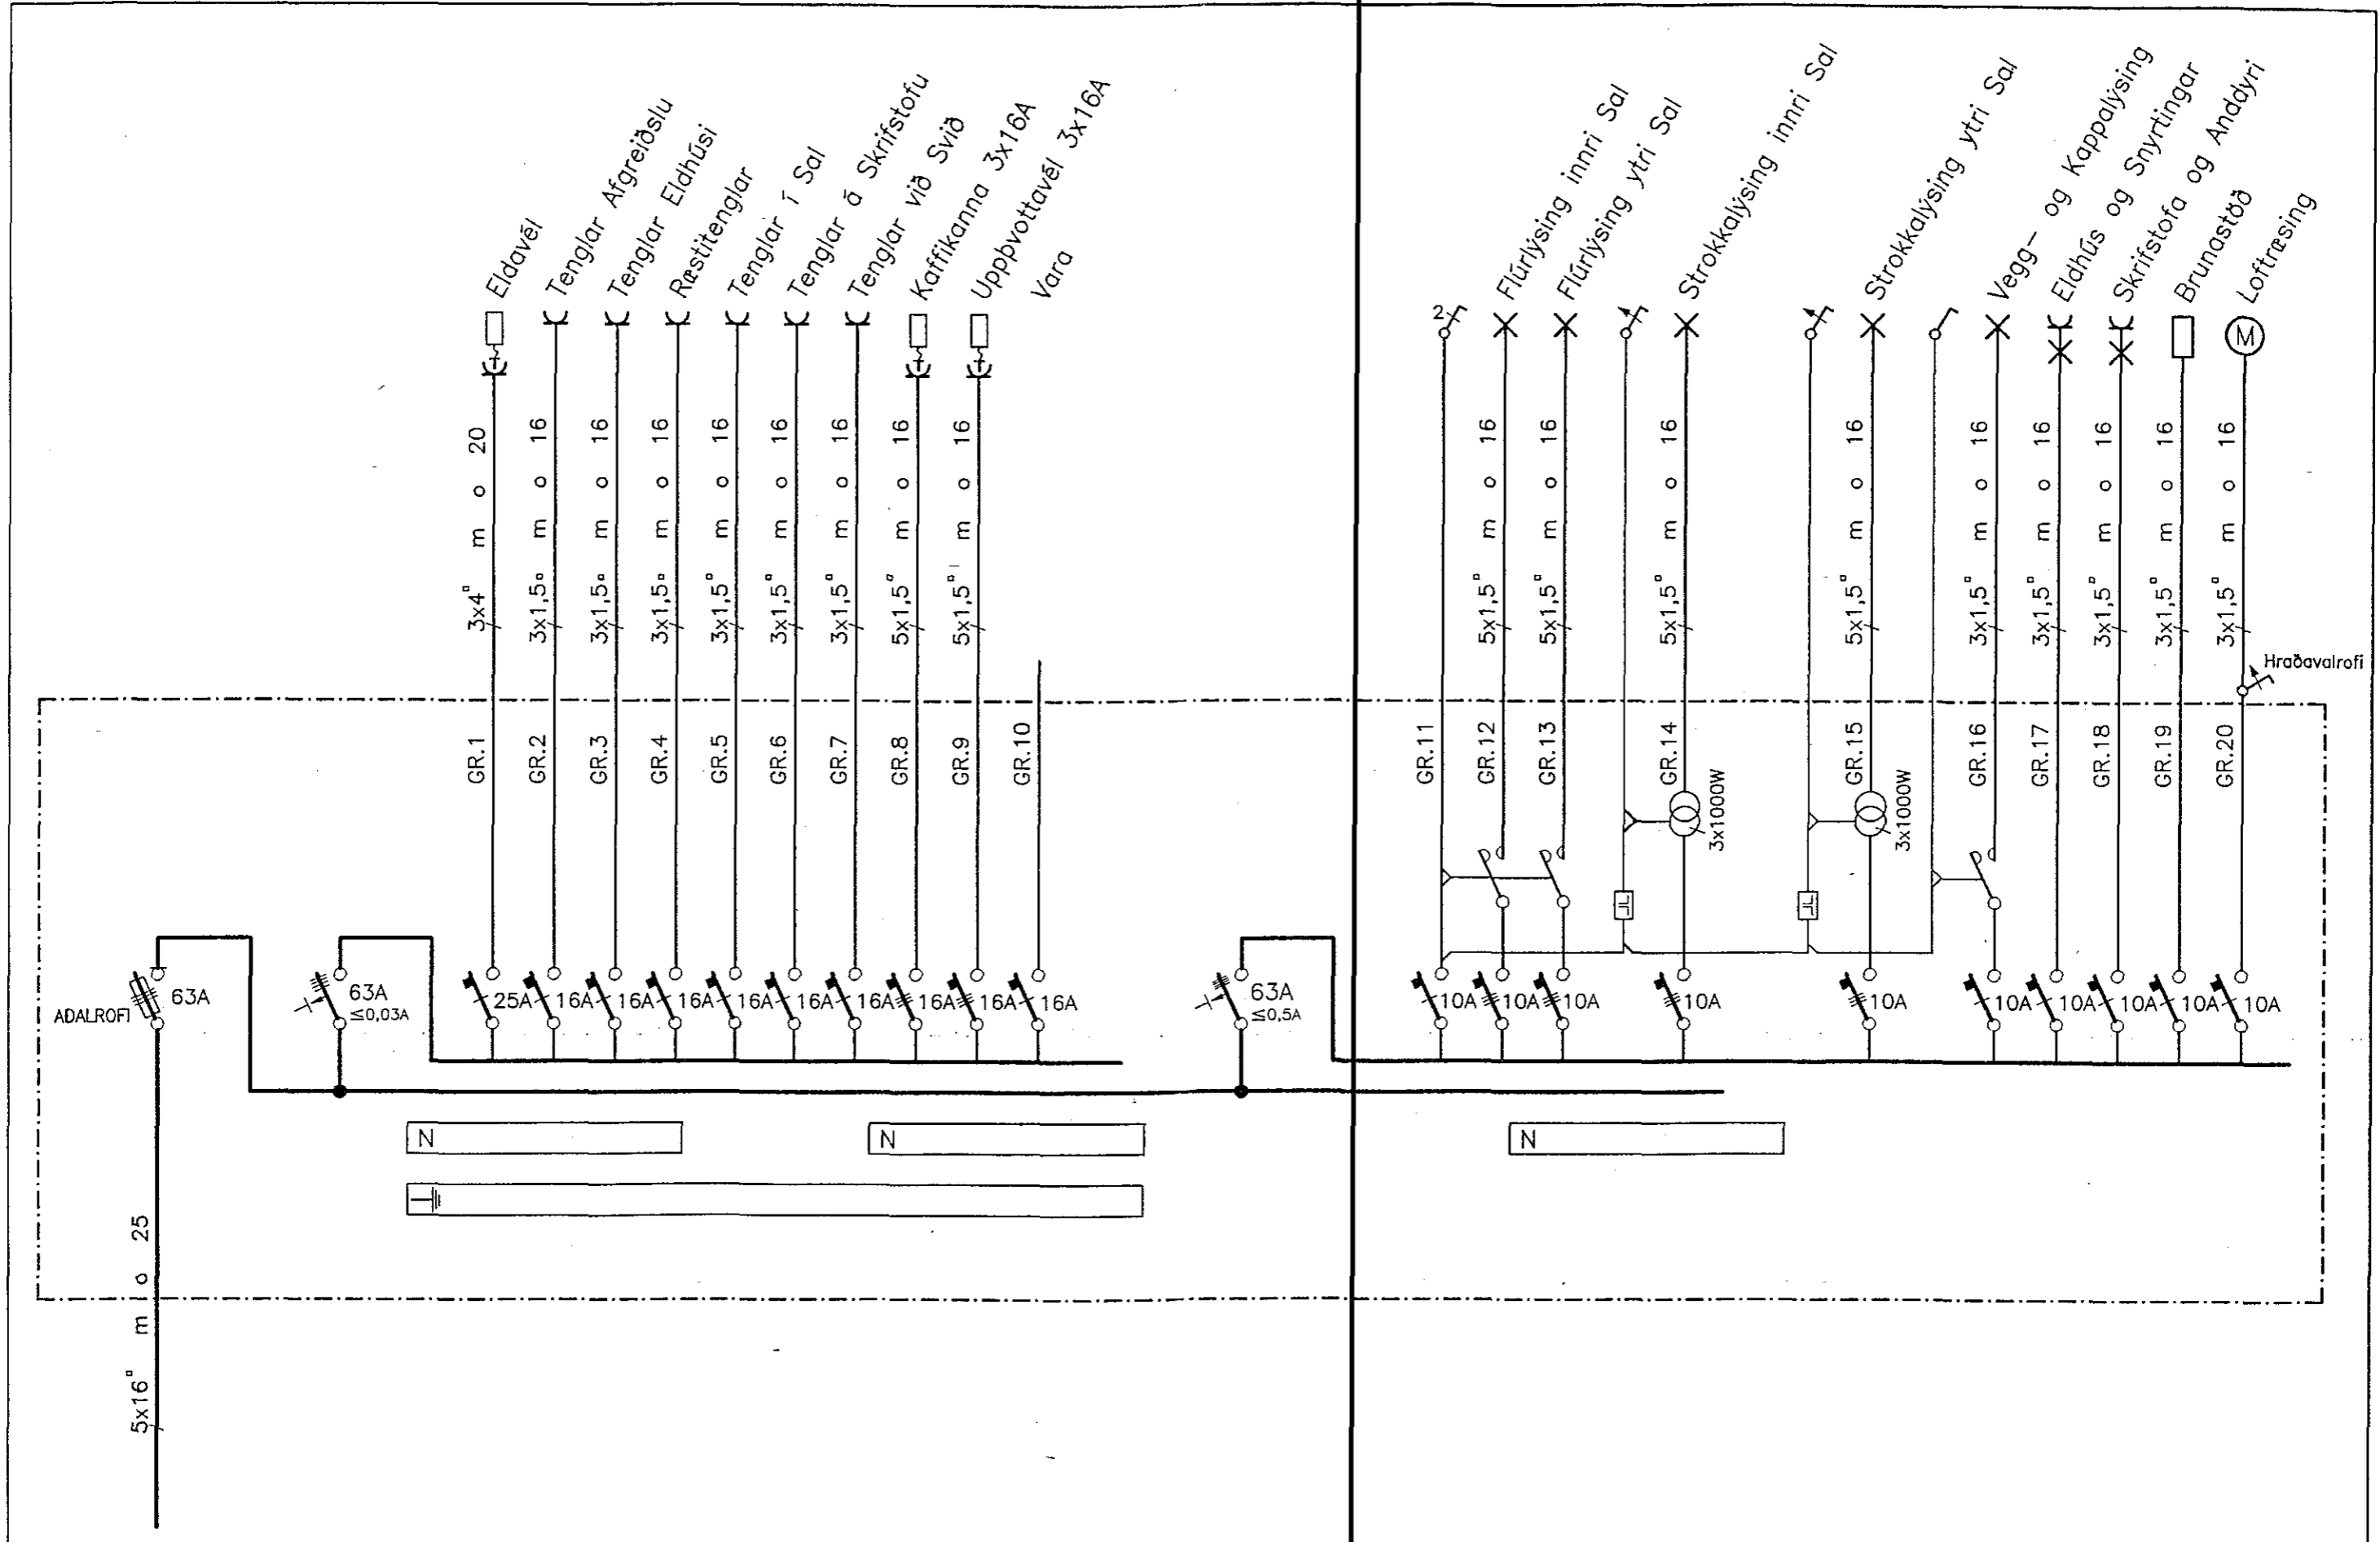 Eldavél
Tenglar Afgreiðslu
Tenglar Eldhúsi
Ræstitenglar
Tenglar í Sal
Tenglar á Skrifstofu
Tenglar við Svið
Kaffikanna 3x16A
Uppþvottavél 3x16A
Vara
Flúrlýsing innri Sal
Flúrlýsing ytri Sal
Strokkalýsing innri Sal
Strokkalýsing ytri Sal
Vegg- og Kappalýsing
Eldhús og Snyrtingar
Skrifstofa og Anddyri
Brunastöð
Loftræsing
2
M
3x4▫ m o 20
3x1,5▫ m o 16
3x1,5▫ m o 16
3x1,5▫ m o 16
3x1,5▫ m o 16
3x1,5▫ m o 16
3x1,5▫ m o 16
5x1,5▫ m o 16
5x1,5▫ m o 16
5x1,5▫ m o 16
5x1,5▫ m o 16
5x1,5▫ m o 16
5x1,5▫ m o 16
3x1,5▫ m o 16
3x1,5▫ m o 16
3x1,5▫ m o 16
3x1,5▫ m o 16
3x1,5▫ m o 16
Hraðavalrofi
GR.1
GR.2
GR.3
GR.4
GR.5
GR.6
GR.7
GR.8
GR.9
GR.10
GR.11
GR.12
GR.13
GR.14
GR.15
GR.16
GR.17
GR.18
GR.19
GR.20
3x1000W
3x1000W
AÐALROFI
63A
63A
≤0,03A
25A
16A
16A
16A
16A
16A
16A
16A
16A
16A
63A
≤0,5A
10A
10A
10A
10A
10A
10A
10A
10A
10A
10A
N
N
N
5x16▫ m o 25